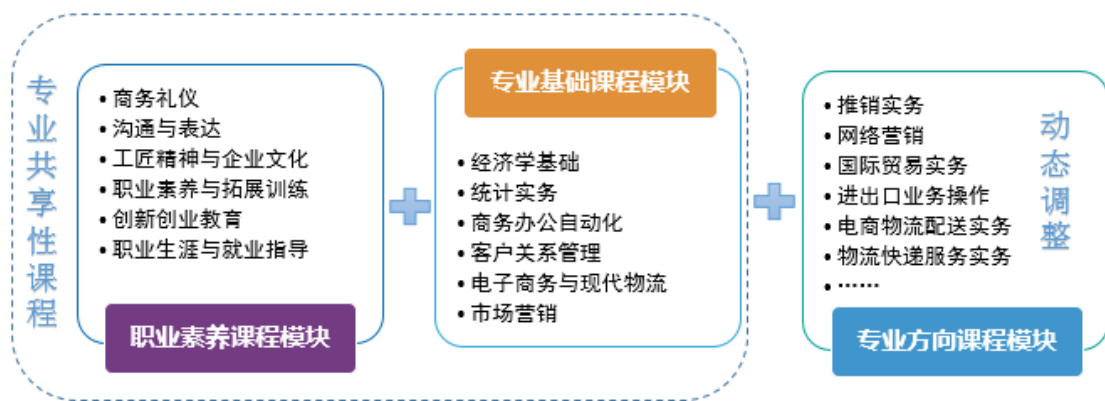 专业共享性课程
• 商务礼仪
• 沟通与表达
• 工匠精神与企业文化
• 职业素养与拓展训练
• 创新创业教育
• 职业生涯与就业指导
职业素养课程模块
专业基础课程模块
• 经济学基础
• 统计实务
• 商务办公自动化
• 客户关系管理
• 电子商务与现代物流
• 市场营销
• 推销实务
• 网络营销
• 国际贸易实务
• 进出口业务操作
• 电商物流配送实务
• 物流快递服务实务
• ……
动态调整
专业方向课程模块